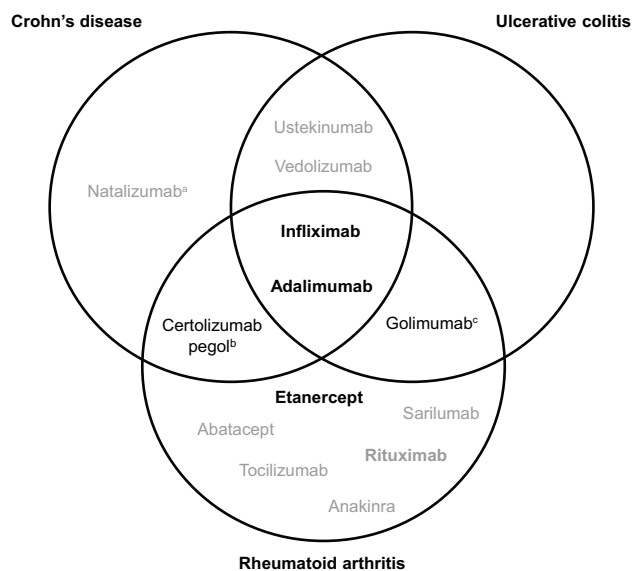 Crohn’s disease
Ulcerative colitis
Ustekinumab
Vedolizumab
Natalizumabᵃ
Infliximab
Adalimumab
Certolizumab
pegolᵇ
Golimumabᶜ
Etanercept
Sarilumab
Abatacept
Rituximab
Tocilizumab
Anakinra
Rheumatoid arthritis